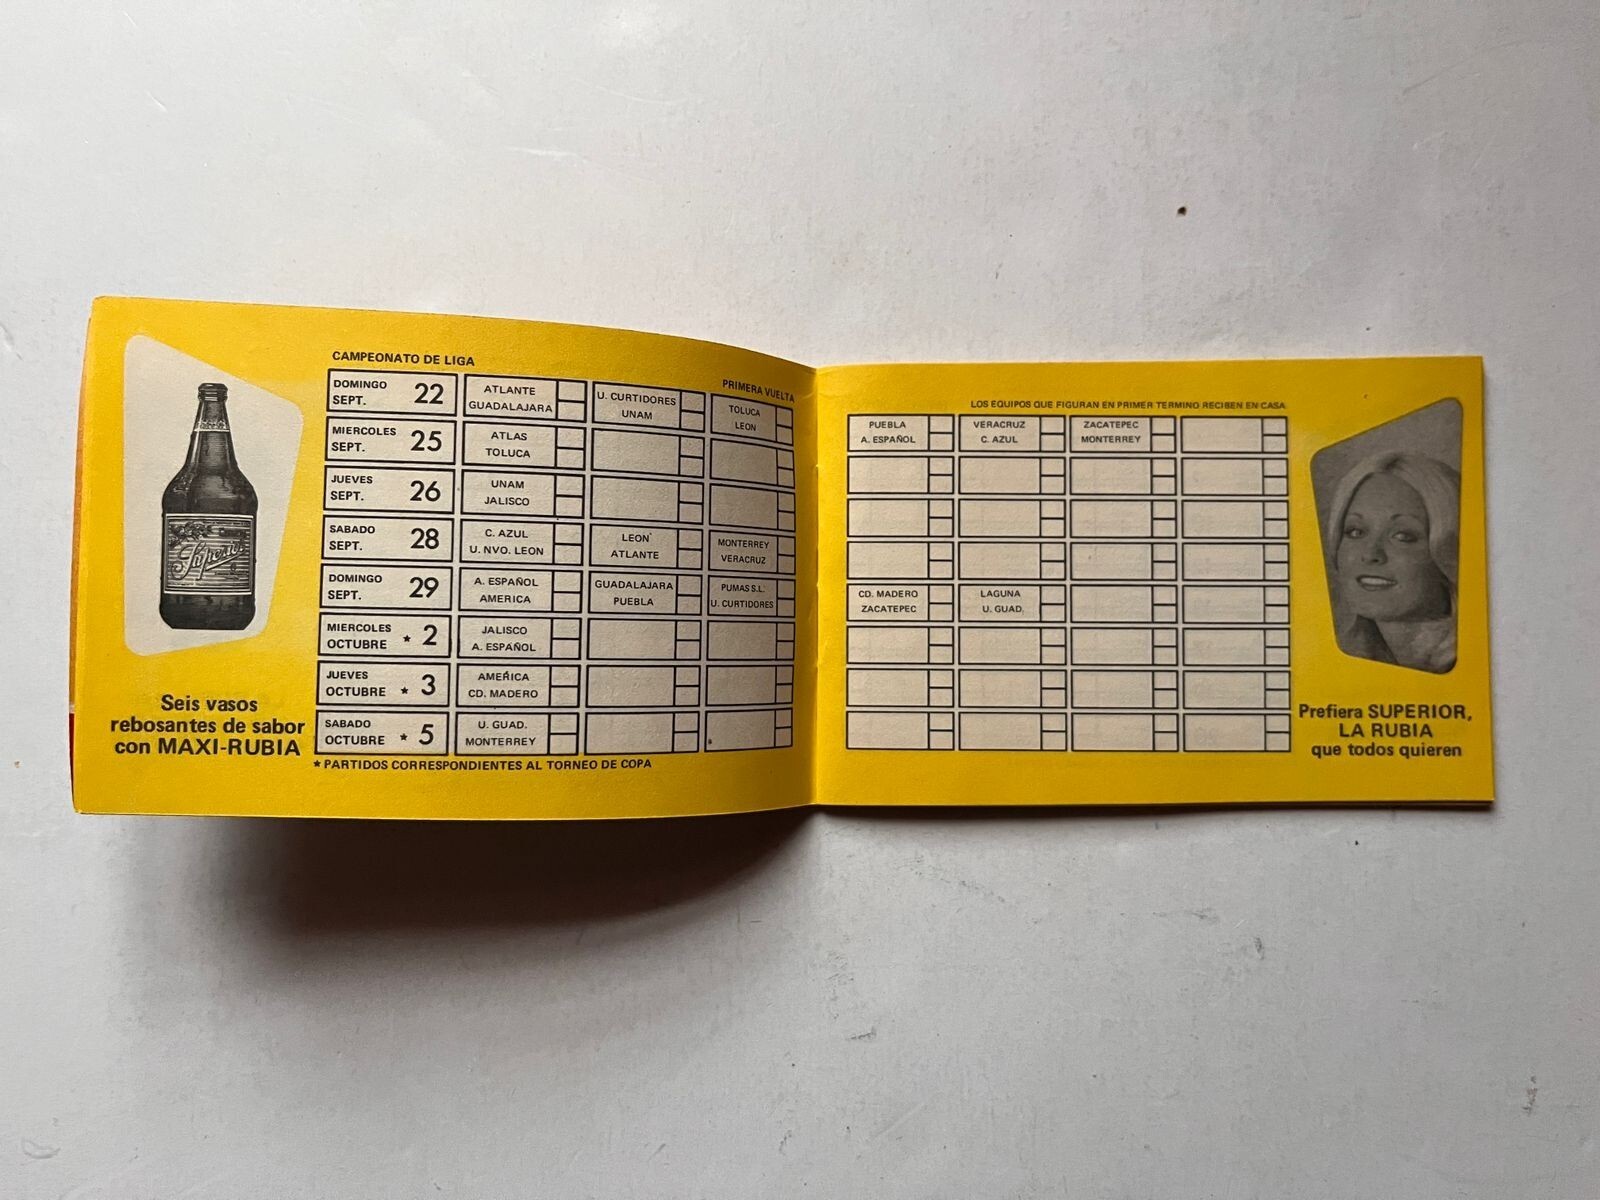 CAMPEONATO DE LIGA
PRIMERA VUELTA
DOMINGO
SEPT. 22
ATLANTE
GUADALAJARA
U. CURTIDORES
UNAM
TOLUCA
LEON
MIERCOLES
SEPT. 25
ATLAS
TOLUCA
JUEVES
SEPT. 26
UNAM
JALISCO
SABADO
SEPT. 28
C. AZUL
U. NVO. LEON
LEON
ATLANTE
MONTERREY
VERACRUZ
DOMINGO
SEPT. 29
A. ESPAÑOL
AMERICA
GUADALAJARA
PUEBLA
PUMAS S.L.
U. CURTIDORES
MIERCOLES
OCTUBRE * 2
JALISCO
A. ESPAÑOL
JUEVES
OCTUBRE * 3
AMERICA
CD. MADERO
SABADO
OCTUBRE * 5
U. GUAD.
MONTERREY
* PARTIDOS CORRESPONDIENTES AL TORNEO DE COPA
Superior
Seis vasos
rebosantes de sabor
con MAXI-RUBIA
LOS EQUIPOS QUE FIGURAN EN PRIMER TERMINO RECIBEN EN CASA
PUEBLA
A. ESPAÑOL
VERACRUZ
C. AZUL
ZACATEPEC
MONTERREY
CD. MADERO
ZACATEPEC
LAGUNA
U. GUAD.
Prefiera SUPERIOR,
LA RUBIA
que todos quieren